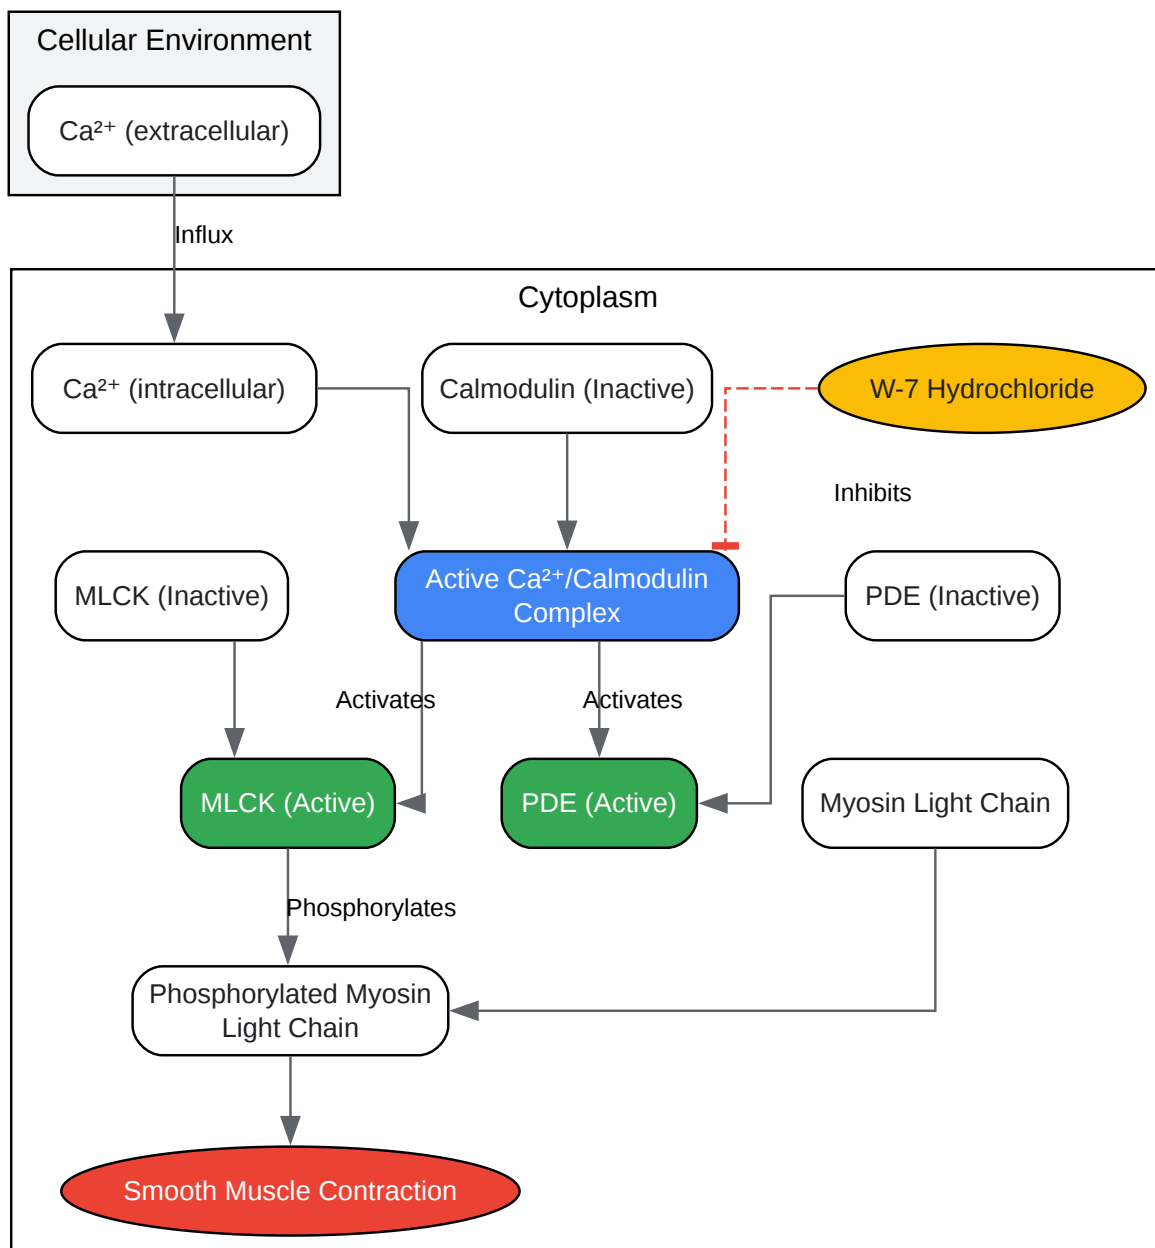 Cellular Environment
Ca²⁺ (extracellular)
Influx
Cytoplasm
Ca²⁺ (intracellular)
Calmodulin (Inactive)
W-7 Hydrochloride
Inhibits
MLCK (Inactive)
Active Ca²⁺/Calmodulin
Complex
PDE (Inactive)
Activates
Activates
MLCK (Active)
PDE (Active)
Myosin Light Chain
Phosphorylates
Phosphorylated Myosin
Light Chain
Smooth Muscle Contraction